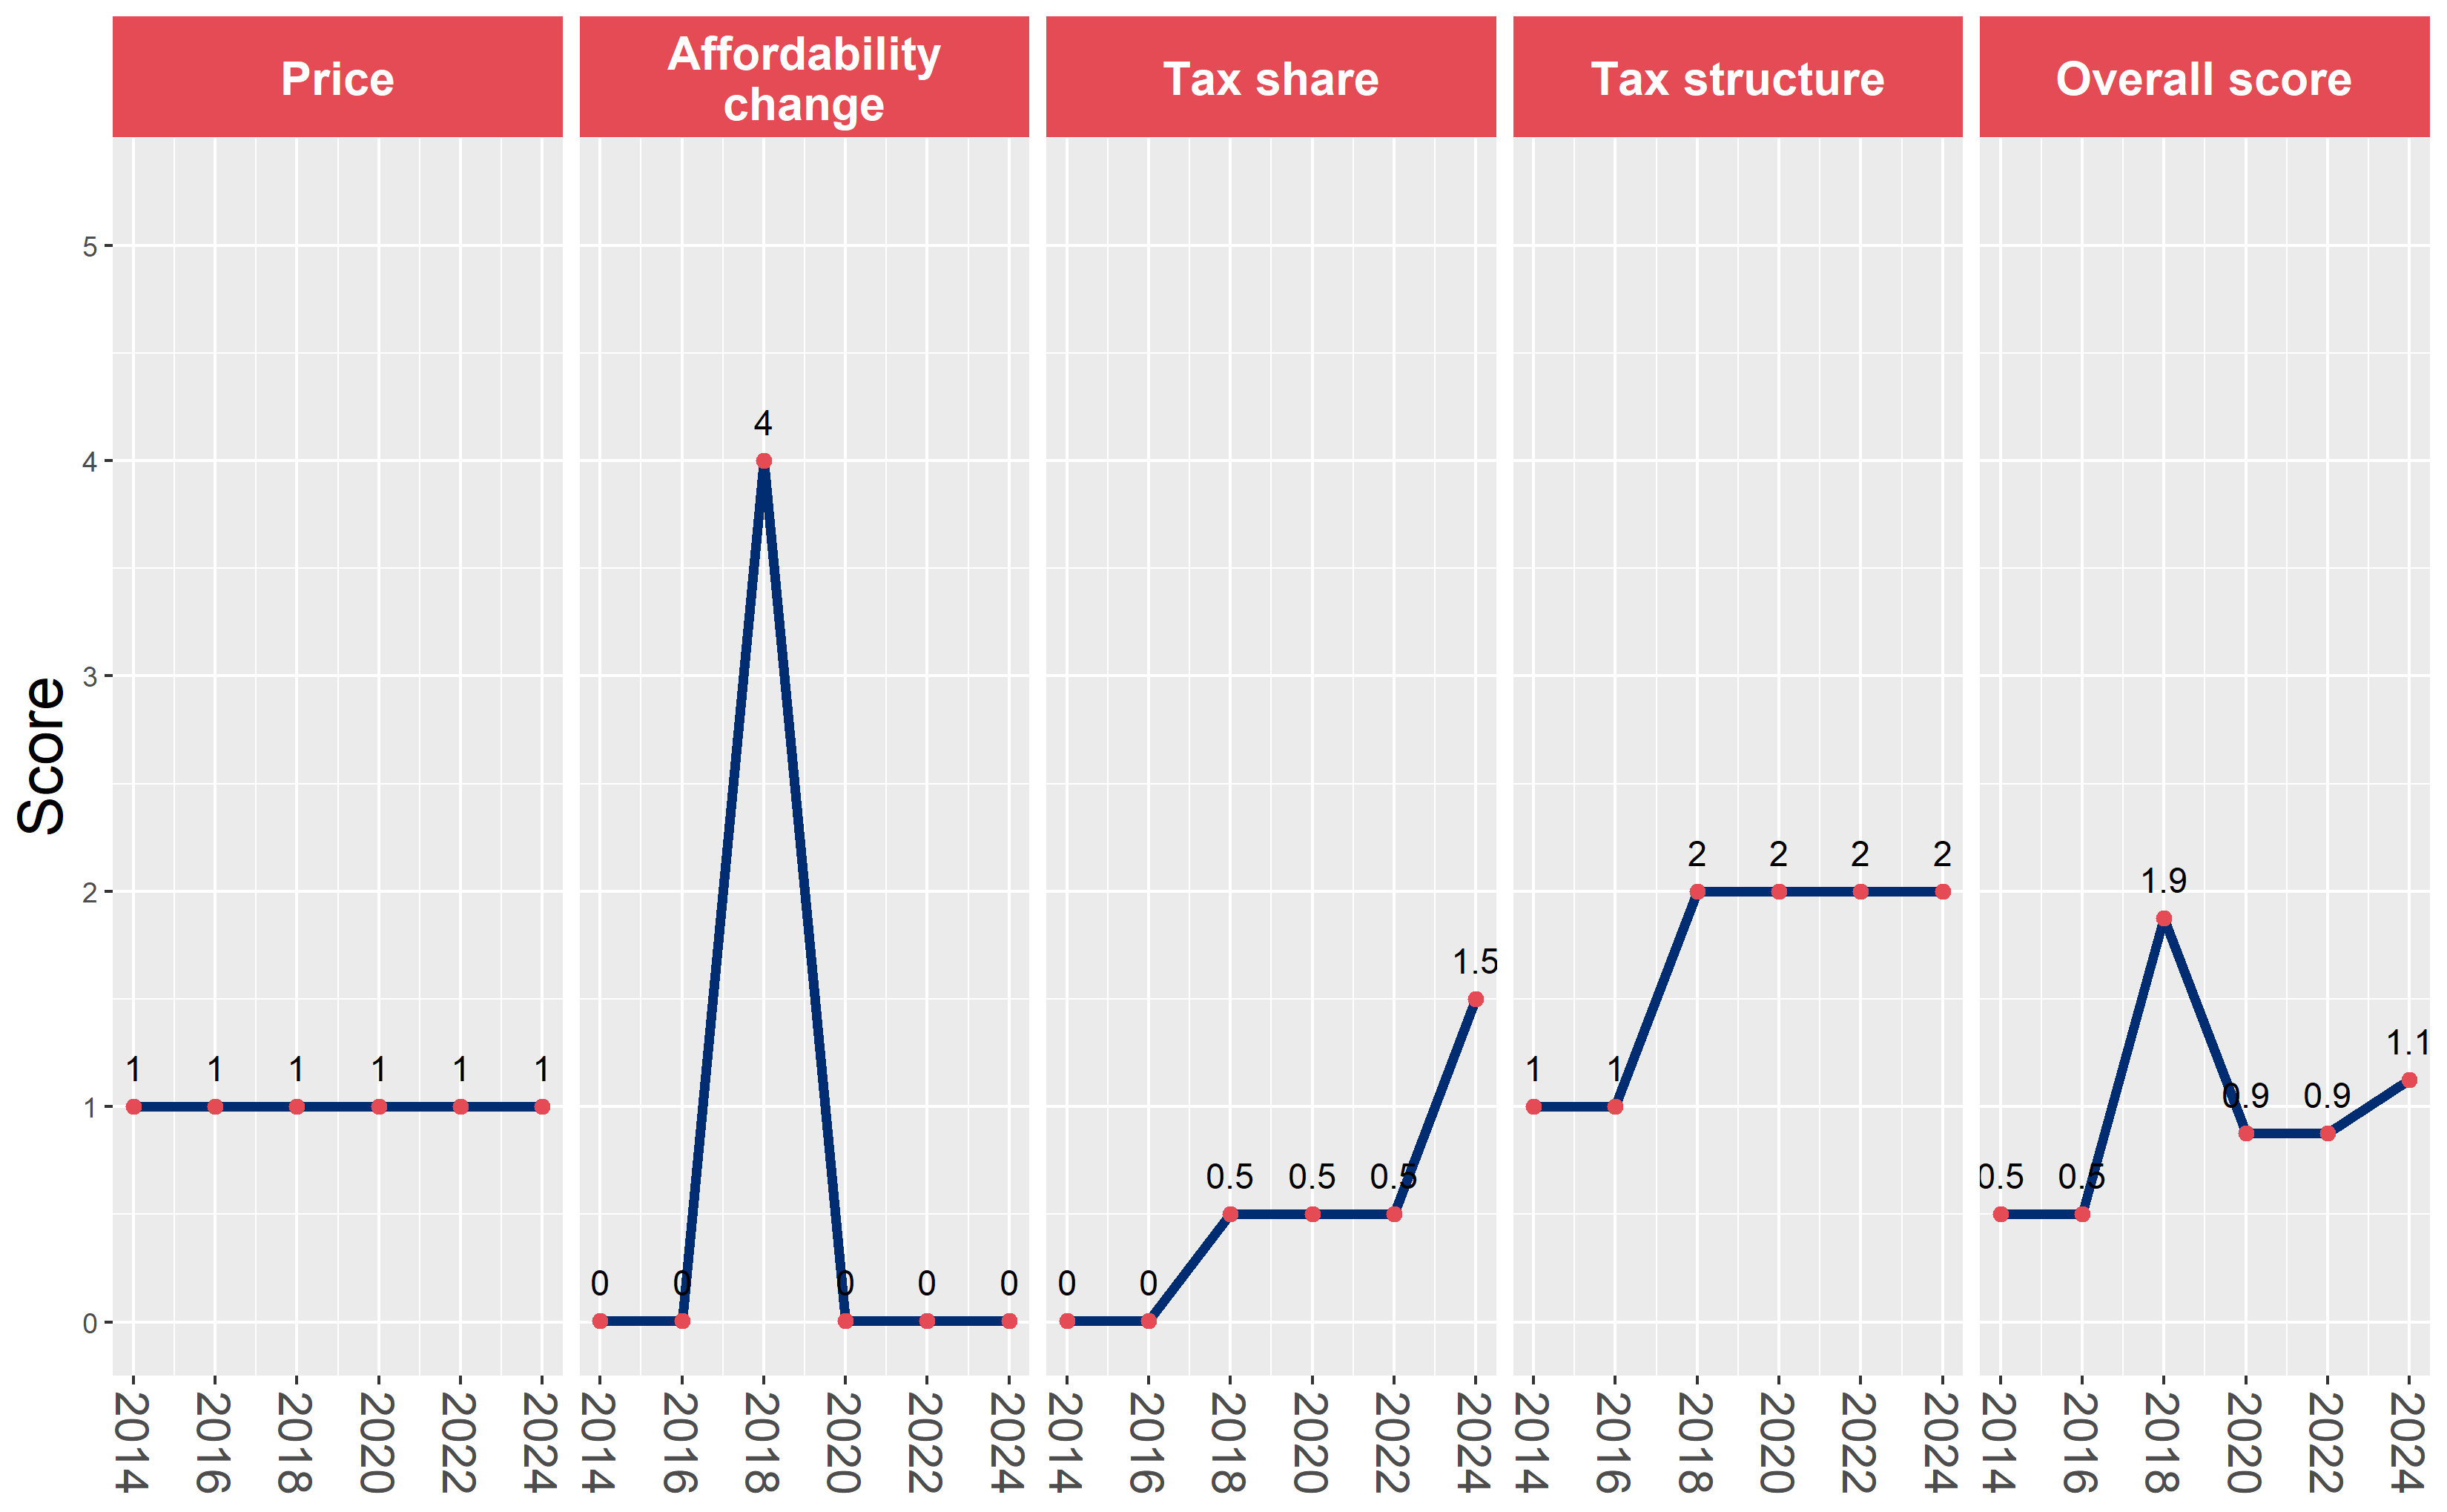 Price
Affordability
change
Tax share
Tax structure
Overall score
Score
5
4
3
2
1
0
1 1 1 1 1 1
0 0 4 0 0 0
0 0 0.5 0.5 0.5 1.5
1 1 2 2 2 2
0.5 0.5 1.9 0.9 0.9 1.1
2014 2016 2018 2020 2022 2024
2014 2016 2018 2020 2022 2024
2014 2016 2018 2020 2022 2024
2014 2016 2018 2020 2022 2024
2014 2016 2018 2020 2022 2024